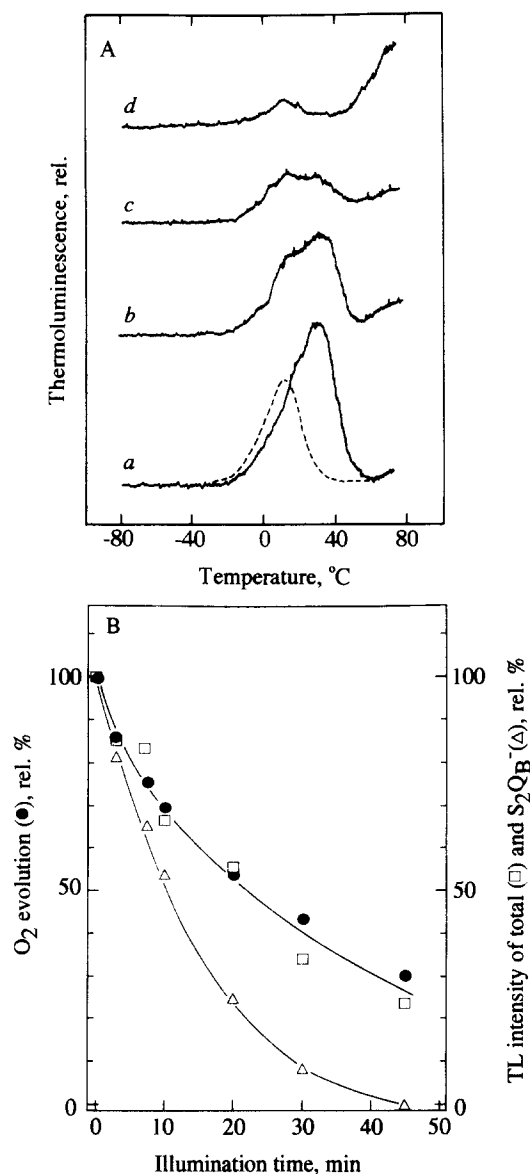 A
d
c
b
a
Thermoluminescence, rel.
-80 -40 0 40 80
Temperature, °C
B
100 100
50 50
0 0
O2 evolution (●), rel. %
TL intensity of total (□) and S2QB-(△), rel. %
0 10 20 30 40 50
Illumination time, min